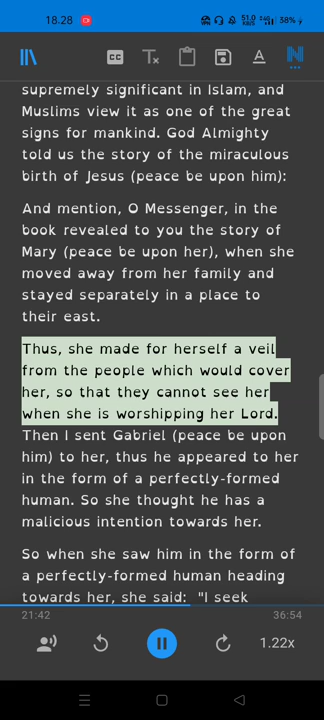 18.28
51.0
KB/s
38%
CC
supremely significant in Islam, and
Muslims view it as one of the great
signs for mankind. God Almighty
told us the story of the miraculous
birth of Jesus (peace be upon him):
And mention, O Messenger, in the
book revealed to you the story of
Mary (peace be upon her), when she
moved away from her family and
stayed separately in a place to
their east.
Thus, she made for herself a veil
from the people which would cover
her, so that they cannot see her
when she is worshipping her Lord.
Then I sent Gabriel (peace be upon
him) to her, thus he appeared to her
in the form of a perfectly-formed
human. So she thought he has a
malicious intention towards her.
So when she saw him in the form of
a perfectly-formed human heading
towards her, she said: "I seek
21:42
36:54
1.22x